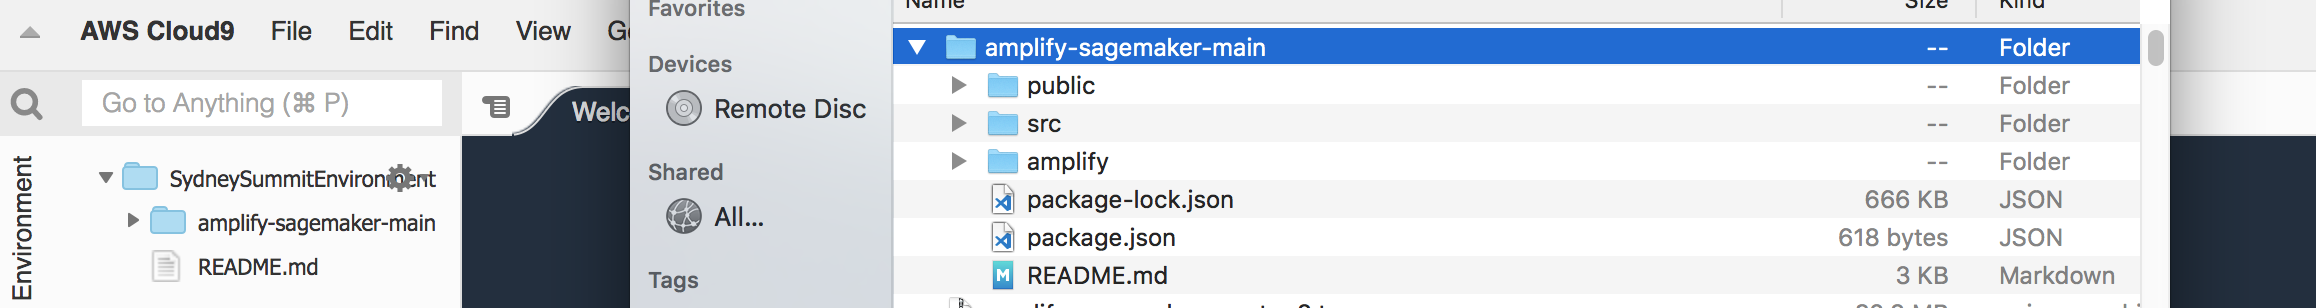 AWS Cloud9 File Edit Find View
Go to Anything (⌘ P)
Welc
Environment
SydneySummitEnvironment
amplify-sagemaker-main
README.md
Favorites
Devices
Remote Disc
Shared
All...
Tags
Name Size Kind
amplify-sagemaker-main -- Folder
public -- Folder
src -- Folder
amplify -- Folder
package-lock.json 666 KB JSON
package.json 618 bytes JSON
README.md 3 KB Markdown